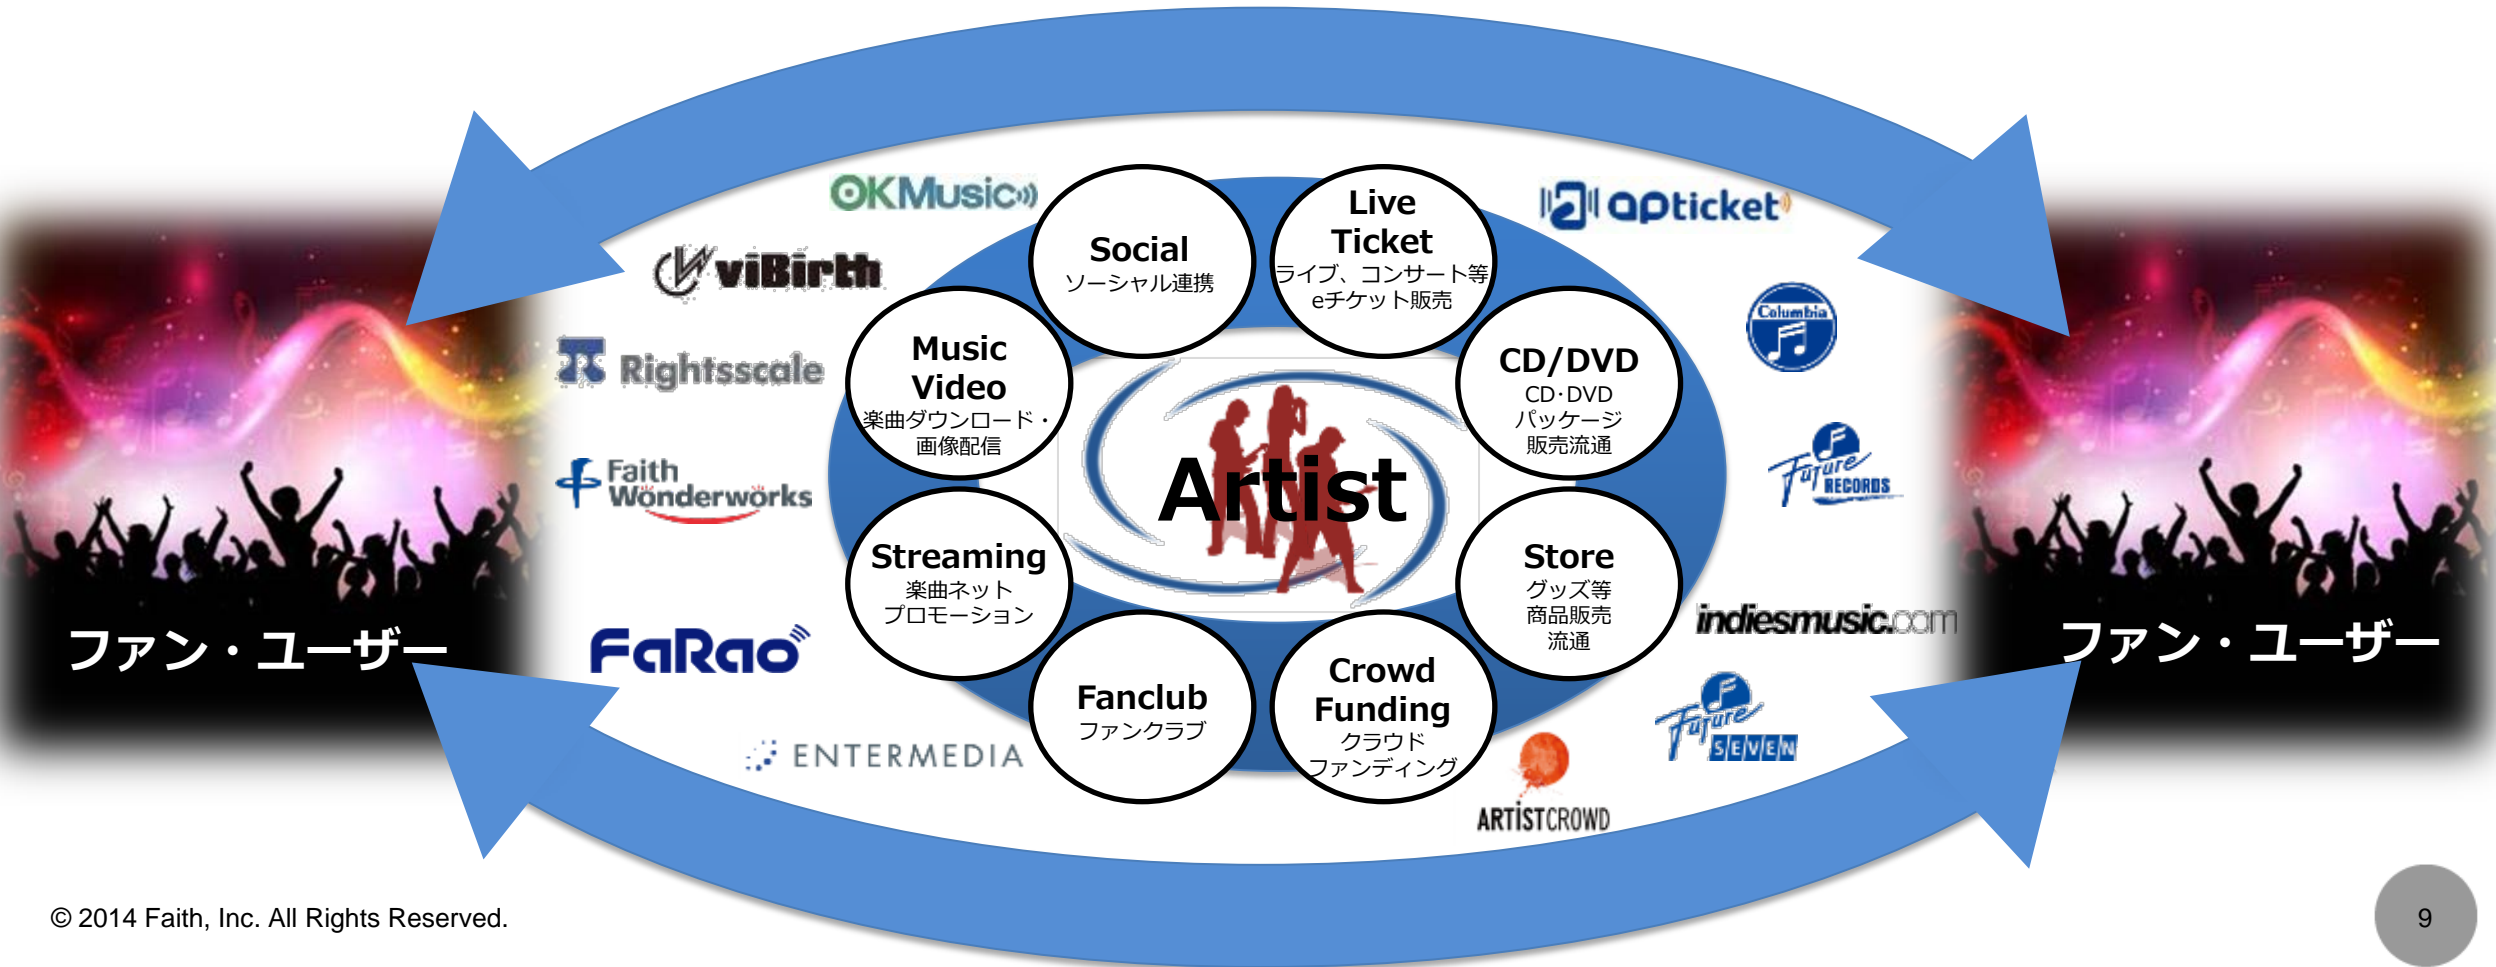 OKMusic
viBirth
Rightsscale
Faith
Wonderworks
FaRao
ENTERMEDIA
ファン・ユーザー
Social
ソーシャル連携
Live
Ticket
ライブ、コンサート等
eチケット販売
Music
Video
楽曲ダウンロード・
画像配信
CD/DVD
CD･DVD
パッケージ
販売流通
Artist
Streaming
楽曲ネット
プロモーション
Store
グッズ等
商品販売
流通
Fanclub
ファンクラブ
Crowd
Funding
クラウド
ファンディング
apticket
Columbia
Future
RECORDS
indiesmusic.com
Future
SEVEN
ARTISTCROWD
ファン・ユーザー
© 2014 Faith, Inc. All Rights Reserved.
9